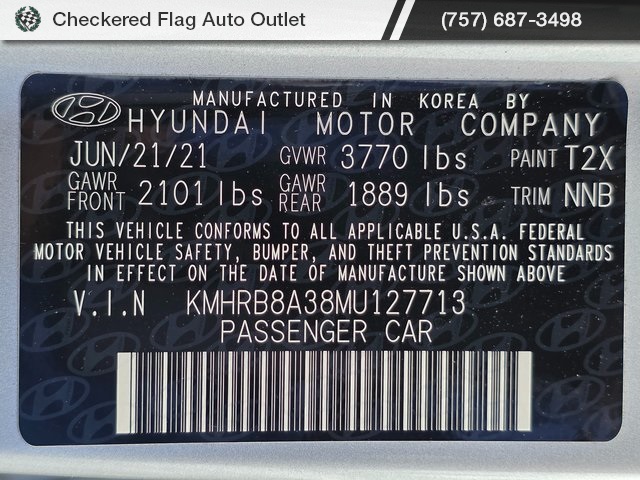 Checkered Flag Auto Outlet (757) 687-3498
MANUFACTURED IN KOREA BY
HYUNDAI MOTOR COMPANY
JUN/21/21 GVWR 3770 lbs PAINT T2X
GAWR FRONT 2101 lbs GAWR REAR 1889 lbs TRIM NNB
THIS VEHICLE CONFORMS TO ALL APPLICABLE U.S.A. FEDERAL
MOTOR VEHICLE SAFETY, BUMPER, AND THEFT PREVENTION STANDARDS
IN EFFECT ON THE DATE OF MANUFACTURE SHOWN ABOVE
V.I.N KMHRB8A38MU127713
PASSENGER CAR